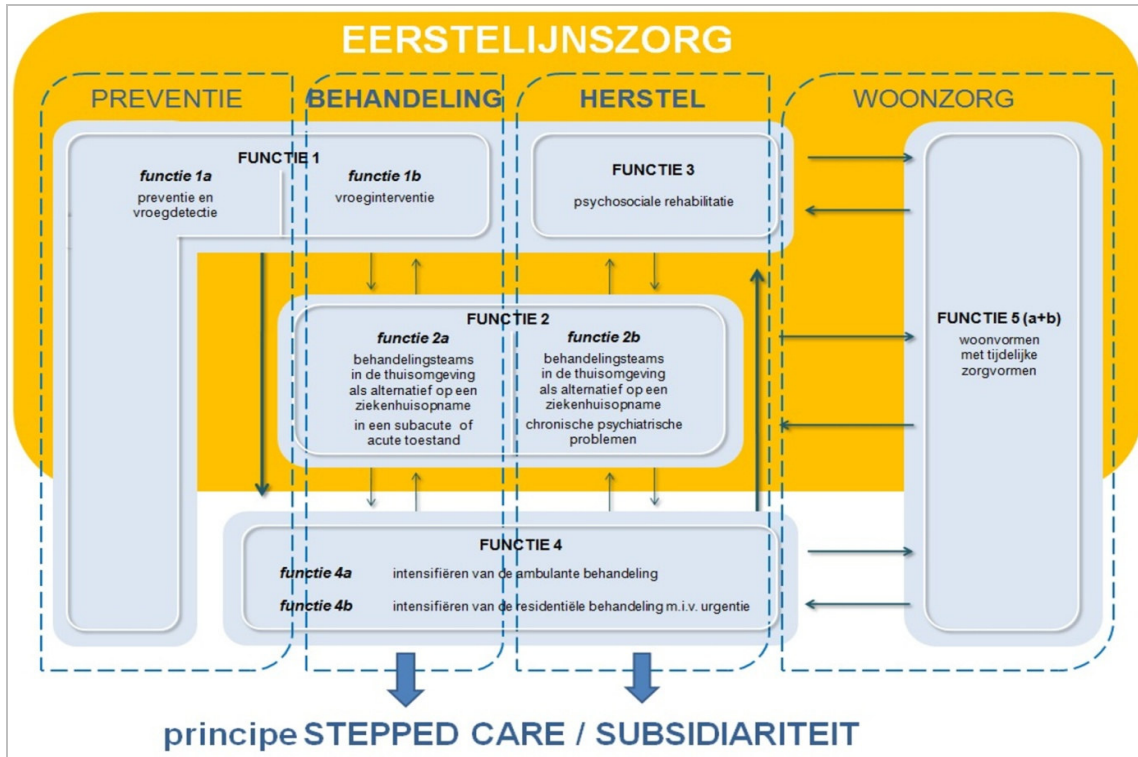 EERSTELIJNSZORG
PREVENTIE
BEHANDELING
HERSTEL
WOONZORG
FUNCTIE 1
functie 1a
preventie en
vroegdetectie
functie 1b
vroeginterventie
FUNCTIE 3
psychosociale rehabilitatie
FUNCTIE 2
functie 2a
behandelingsteams
in de thuisomgeving
als alternatief op een
ziekenhuisopname
in een subacute of
acute toestand
functie 2b
behandelingsteams
in de thuisomgeving
als alternatief op een
ziekenhuisopname
chronische psychiatrische
problemen
FUNCTIE 5 (a+b)
woonvormen
met tijdelijke
zorgvormen
FUNCTIE 4
functie 4a intensifiëren van de ambulante behandeling
functie 4b intensifiëren van de residentiële behandeling m.i.v. urgentie
principe STEPPED CARE / SUBSIDIARITEIT